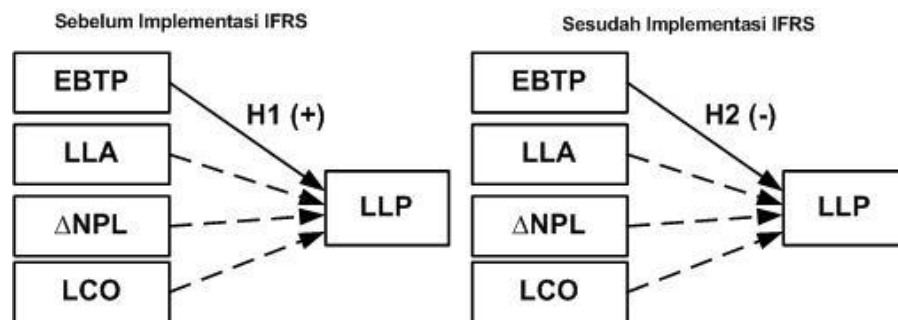 Sebelum Implementasi IFRS
EBTP
H1 (+)
LLA
LLP
ΔNPL
LCO
Sesudah Implementasi IFRS
EBTP
H2 (-)
LLA
LLP
ΔNPL
LCO